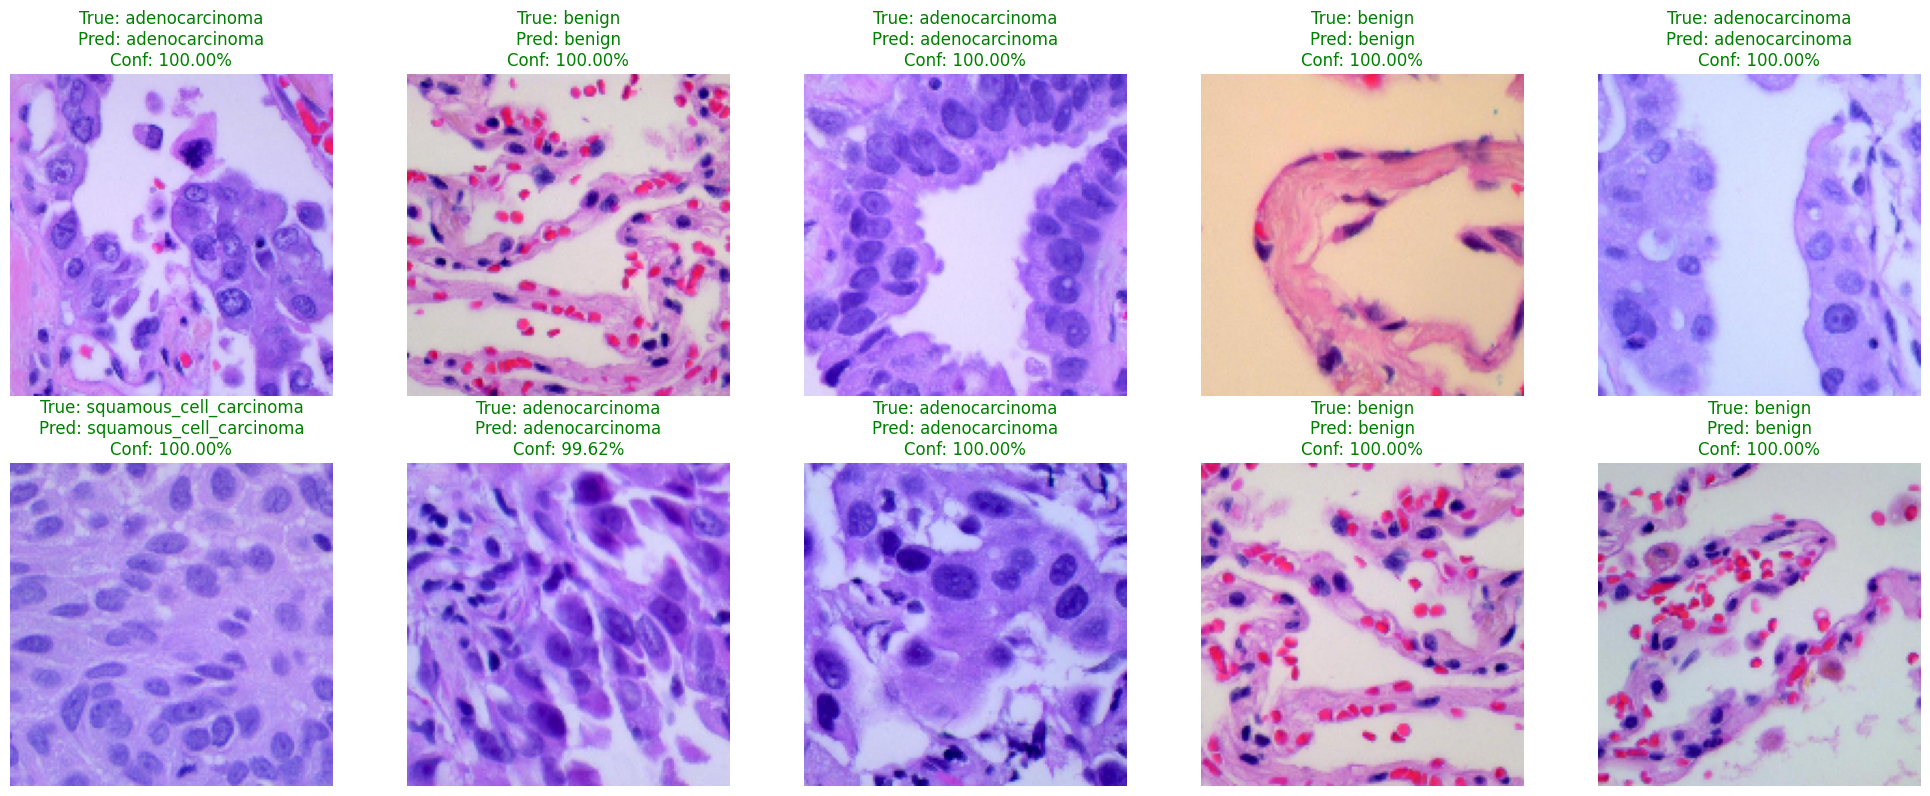 True: adenocarcinoma
Pred: adenocarcinoma
Conf: 100.00%
True: benign
Pred: benign
Conf: 100.00%
True: adenocarcinoma
Pred: adenocarcinoma
Conf: 100.00%
True: benign
Pred: benign
Conf: 100.00%
True: adenocarcinoma
Pred: adenocarcinoma
Conf: 100.00%
True: squamous_cell_carcinoma
Pred: squamous_cell_carcinoma
Conf: 100.00%
True: adenocarcinoma
Pred: adenocarcinoma
Conf: 99.62%
True: adenocarcinoma
Pred: adenocarcinoma
Conf: 100.00%
True: benign
Pred: benign
Conf: 100.00%
True: benign
Pred: benign
Conf: 100.00%